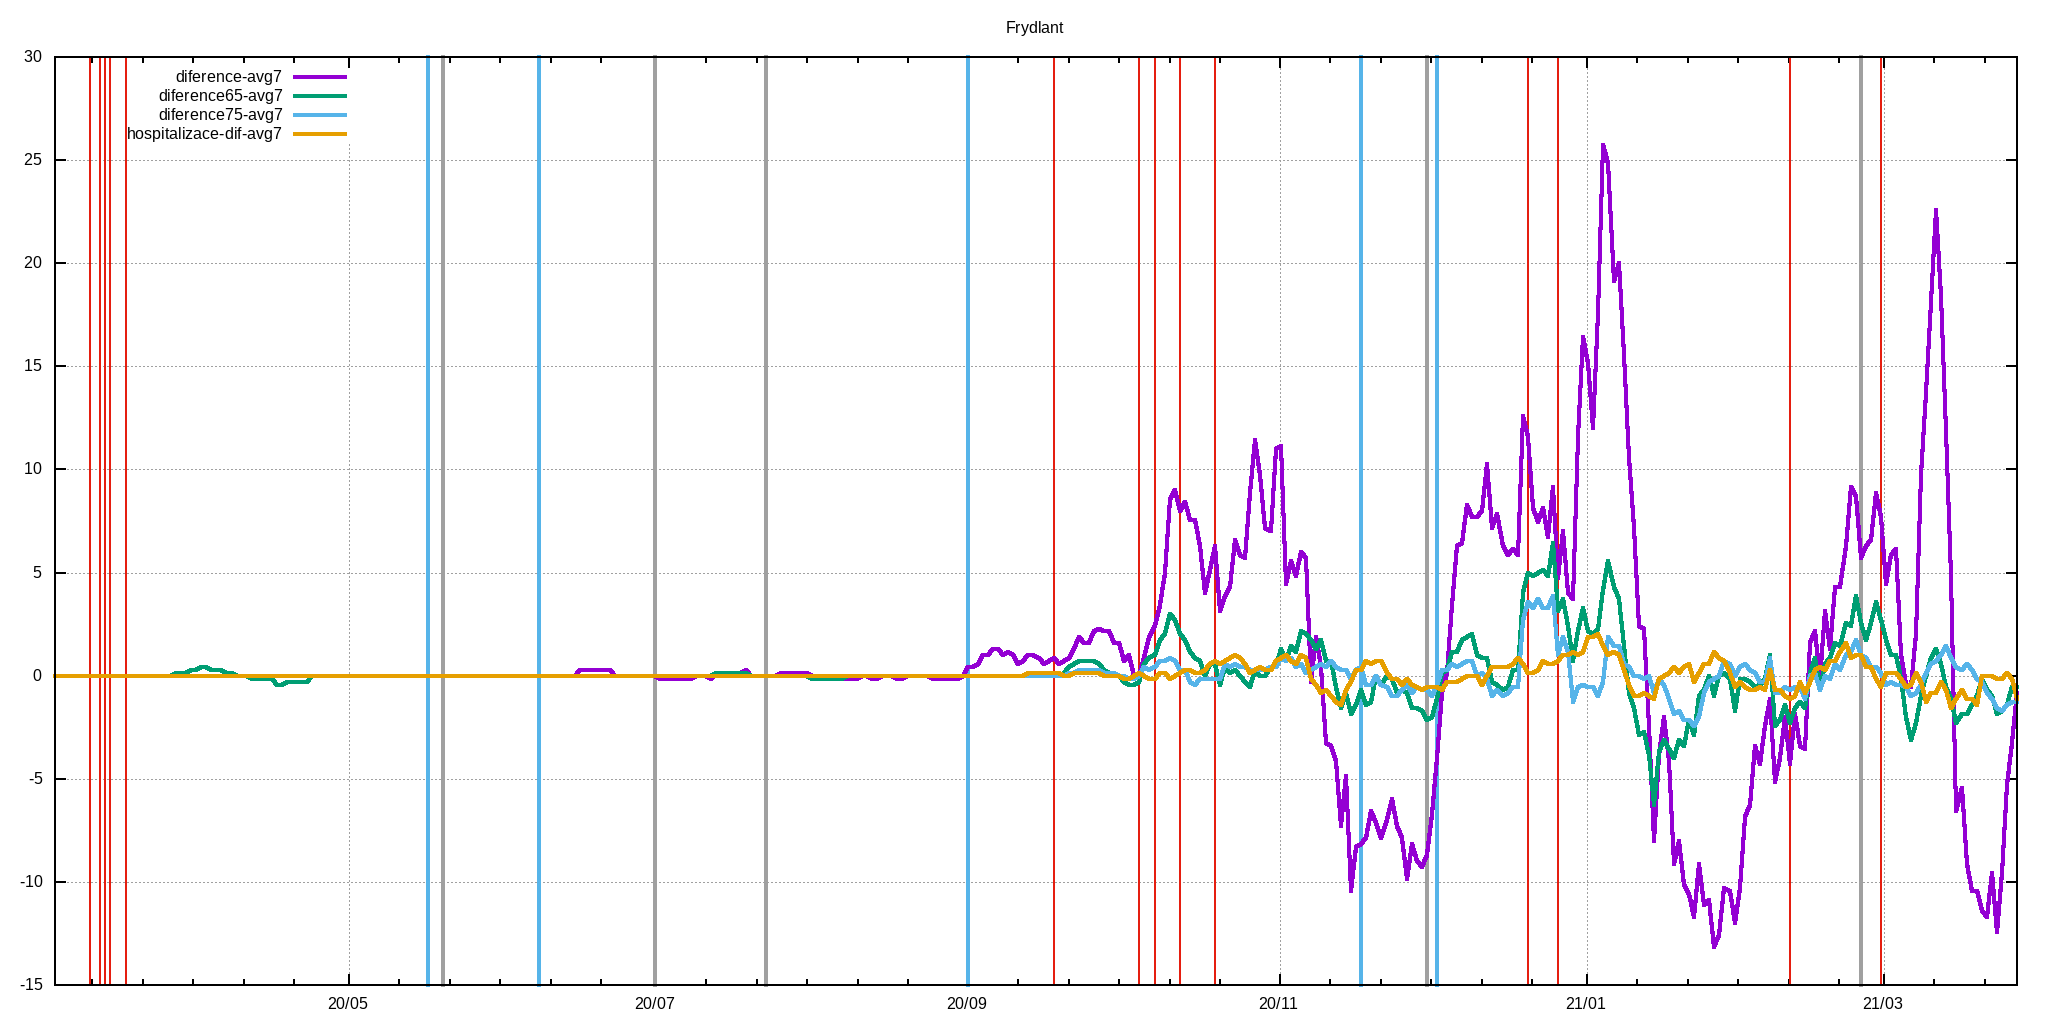 Frydlant
30
diference-avg7
diference65-avg7
diference75-avg7
hospitalizace-dif-avg7
25
20
15
10
5
0
-5
-10
-15
20/05 20/07 20/09 20/11 21/01 21/03